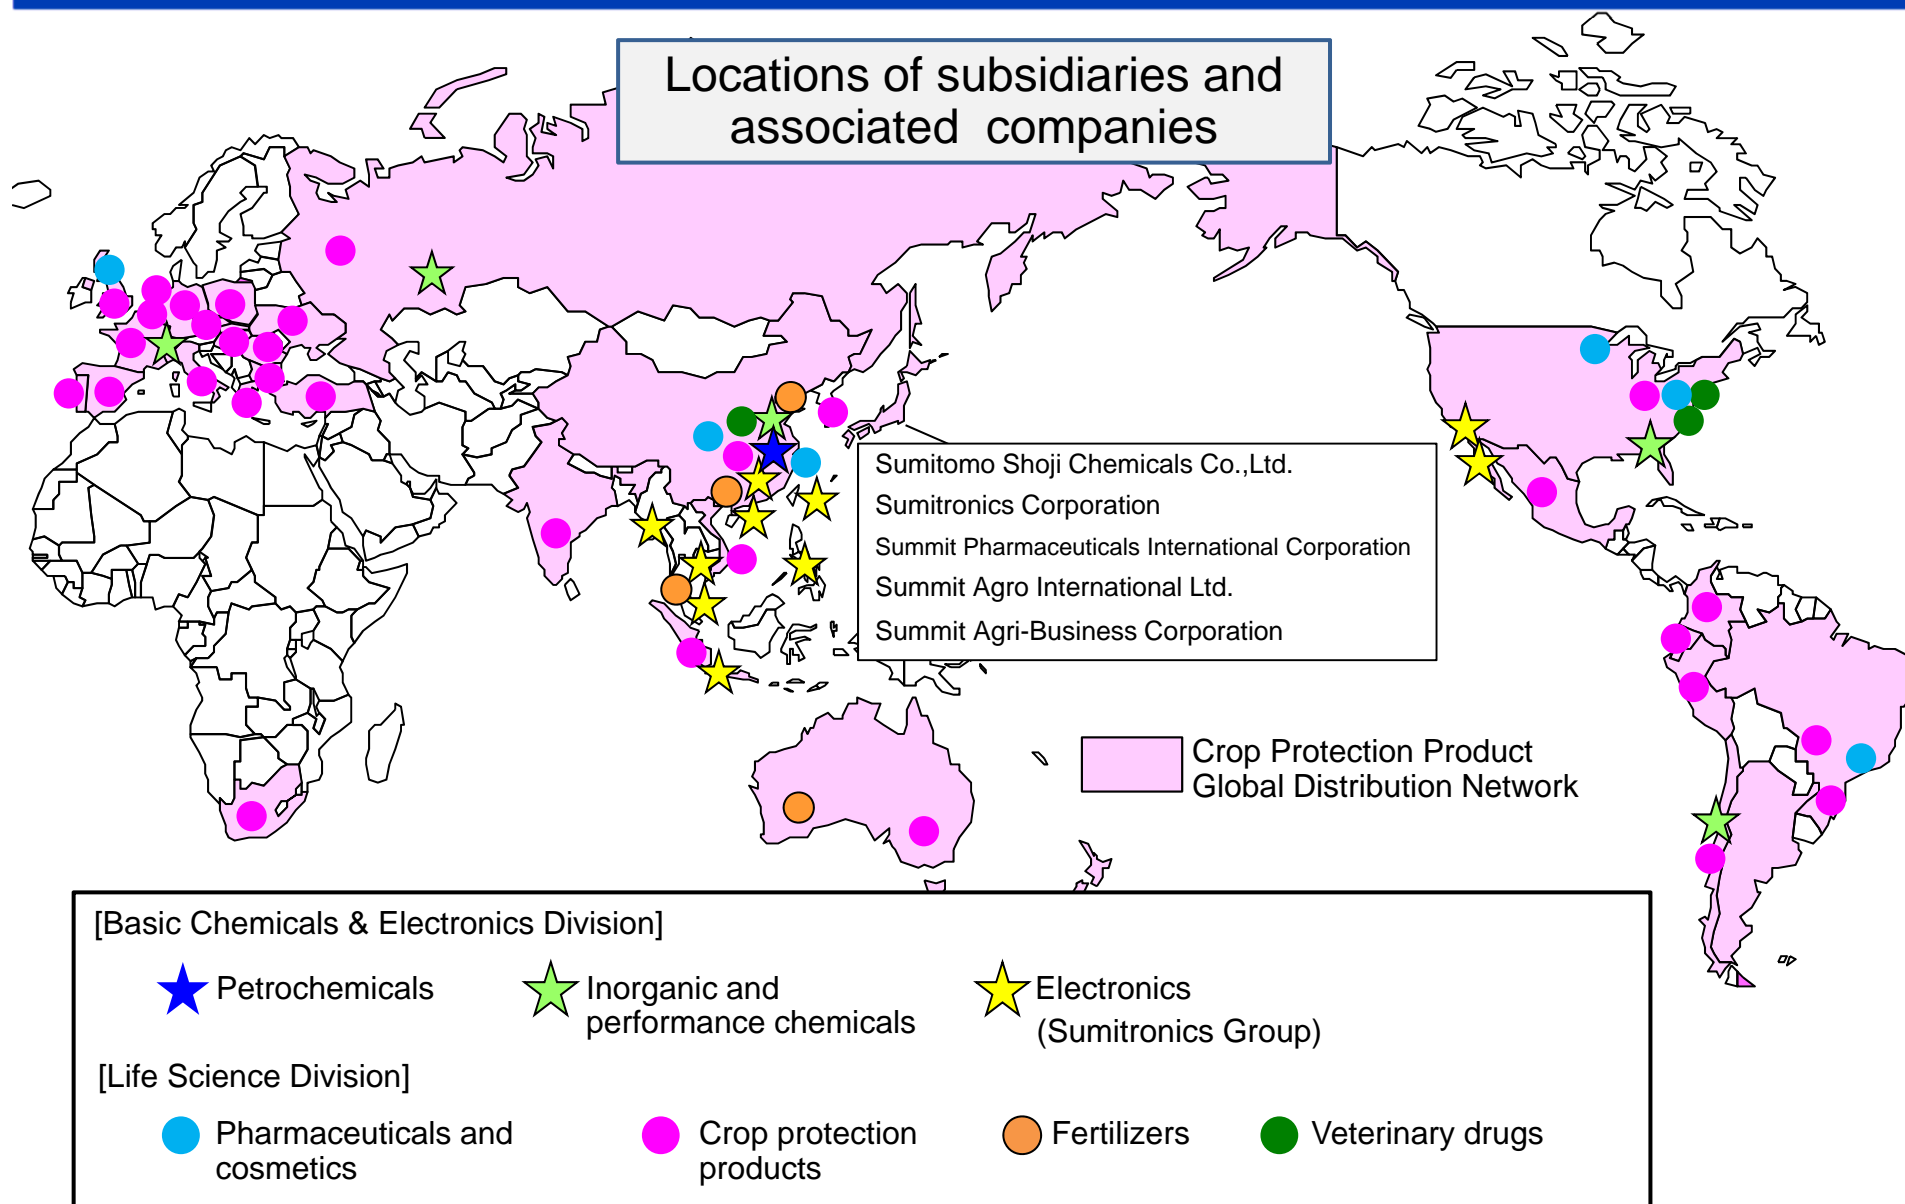 Locations of subsidiaries and
associated companies
Sumitomo Shoji Chemicals Co.,Ltd.
Sumitronics Corporation
Summit Pharmaceuticals International Corporation
Summit Agro International Ltd.
Summit Agri-Business Corporation
Crop Protection Product
Global Distribution Network
[Basic Chemicals & Electronics Division]
Petrochemicals
Inorganic and
performance chemicals
Electronics
(Sumitronics Group)
[Life Science Division]
Pharmaceuticals and
cosmetics
Crop protection
products
Fertilizers
Veterinary drugs